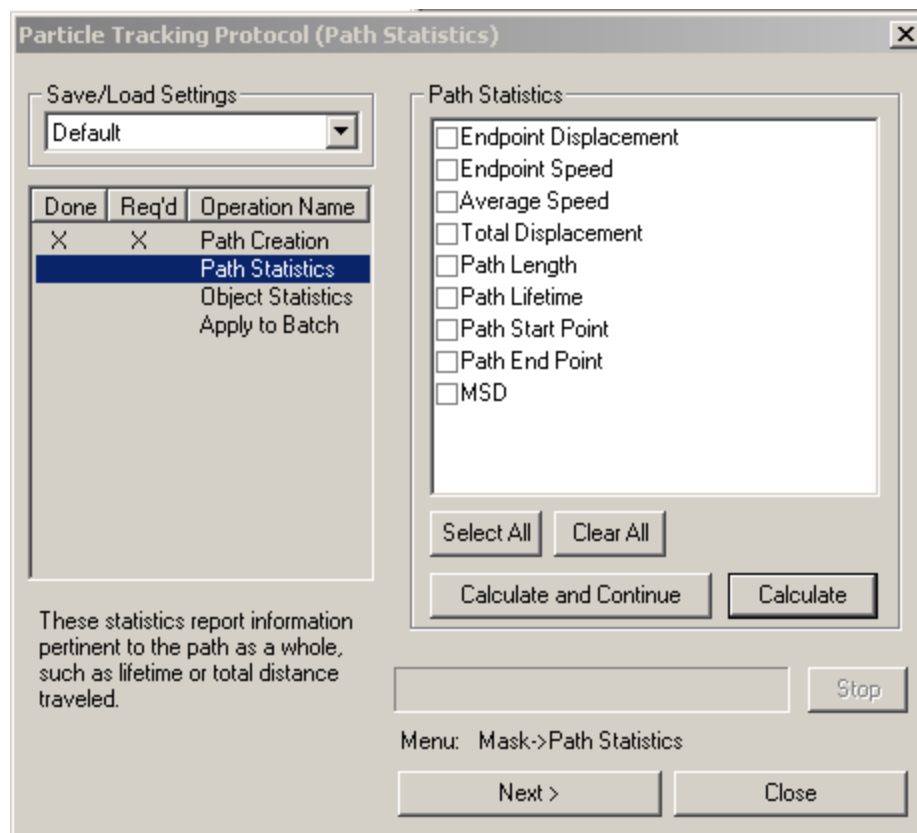 Particle Tracking Protocol (Path Statistics)
Save/Load Settings
Default
Done Req'd Operation Name
X X Path Creation
Path Statistics
Object Statistics
Apply to Batch
These statistics report information
pertinent to the path as a whole,
such as lifetime or total distance
traveled.
Path Statistics
Endpoint Displacement
Endpoint Speed
Average Speed
Total Displacement
Path Length
Path Lifetime
Path Start Point
Path End Point
MSD
Select All Clear All
Calculate and Continue Calculate
Stop
Menu: Mask->Path Statistics
Next > Close